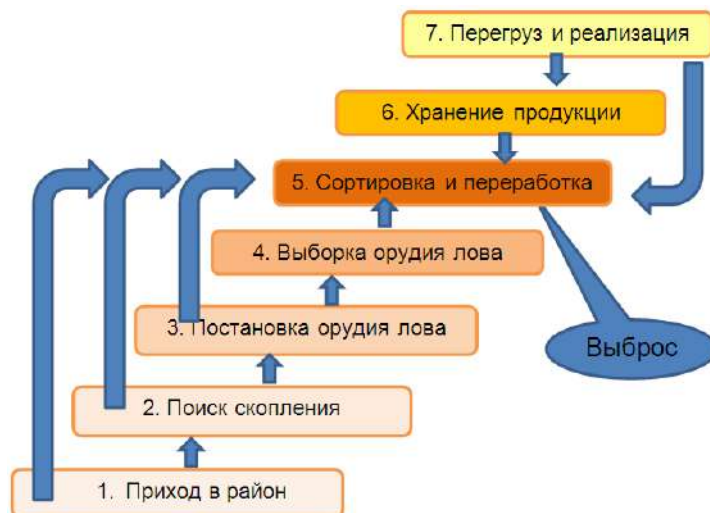 7. Перегруз и реализация
6. Хранение продукции
5. Сортировка и переработка
4. Выборка орудия лова
3. Постановка орудия лова
Выброс
2. Поиск скопления
1. Приход в район